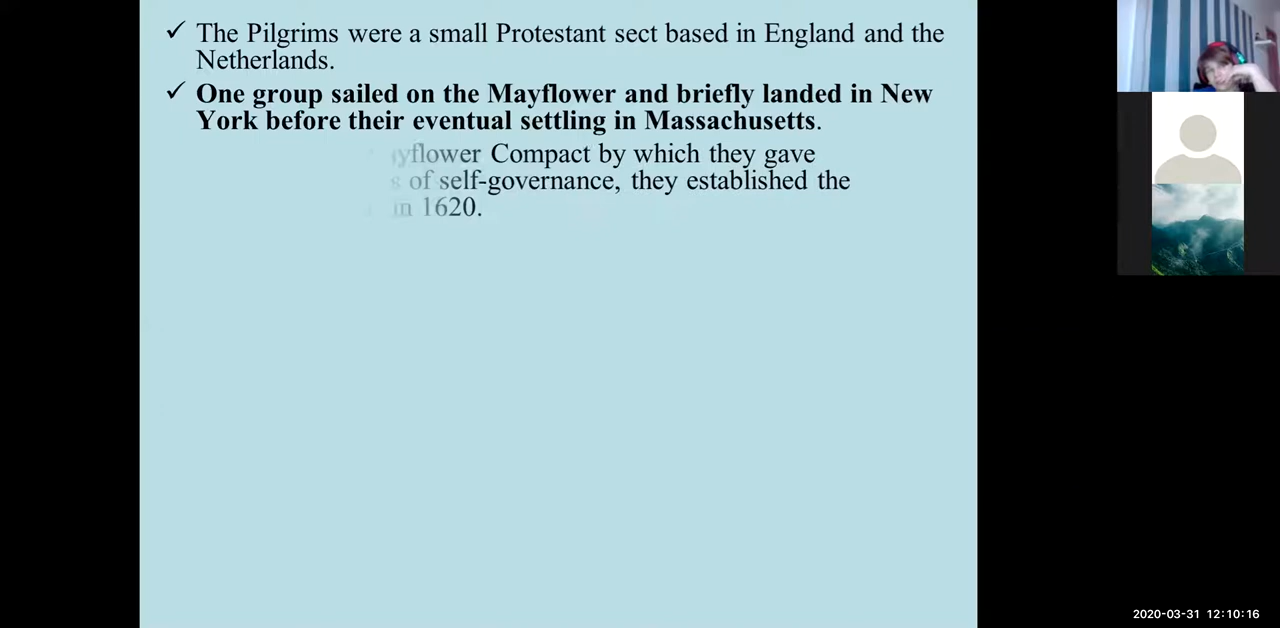 ✓ The Pilgrims were a small Protestant sect based in England and the
Netherlands.
✓ One group sailed on the Mayflower and briefly landed in New
York before their eventual settling in Massachusetts.
Compact by which they gave
of self-governance, they established the
in 1620.
2020-03-31 12:10:16